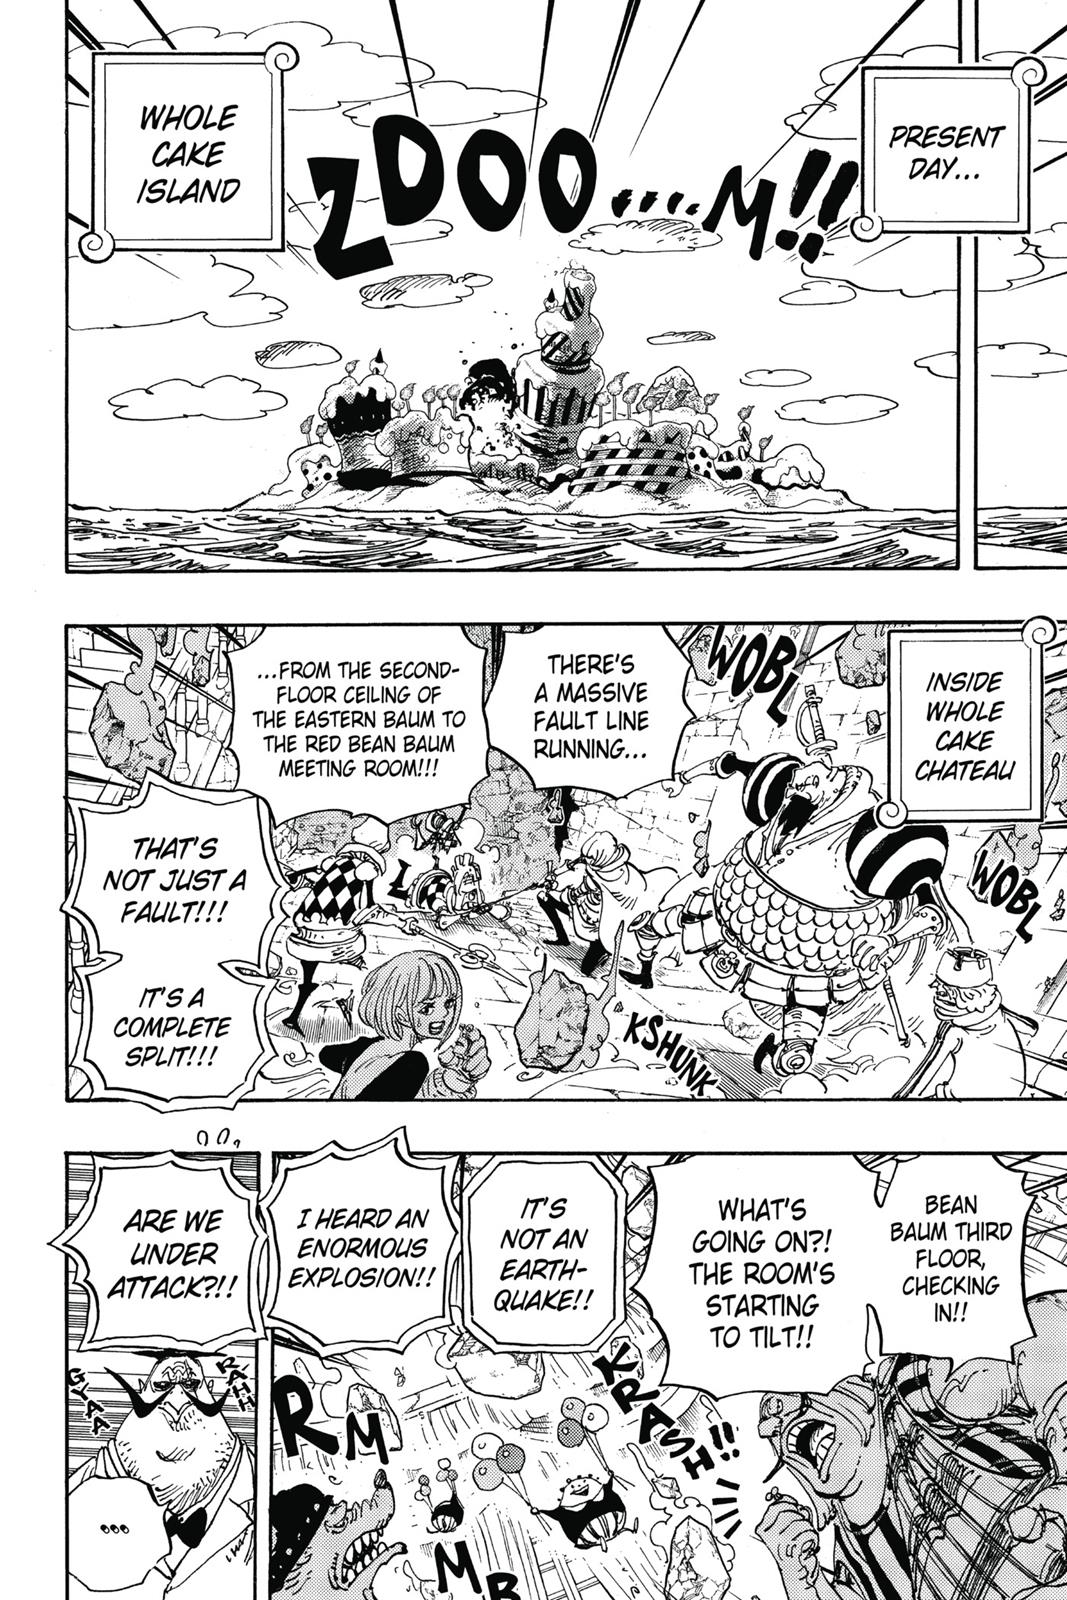 PRESENT
DAY...
ZDOO....M!!
WHOLE
CAKE
ISLAND
INSIDE
WHOLE
CAKE
CHATEAU
WOBL
WOBL
THERE'S
A MASSIVE
FAULT LINE
RUNNING...
...FROM THE SECOND-
FLOOR CEILING OF
THE EASTERN BAUM TO
THE RED BEAN BAUM
MEETING ROOM!!!
KSHUNK
THAT'S
NOT JUST A
FAULT!!!
IT'S A
COMPLETE
SPLIT!!!
BEAN
BAUM THIRD
FLOOR,
CHECKING
IN!!
WHAT'S
GOING ON?!
THE ROOM'S
STARTING
TO TILT!!
KRASH!!
IT'S
NOT AN
EARTH-
QUAKE!!
I HEARD AN
ENORMOUS
EXPLOSION!!
RM
MB
ARE WE
UNDER
ATTACK?!!
RAHH
GYAA
...